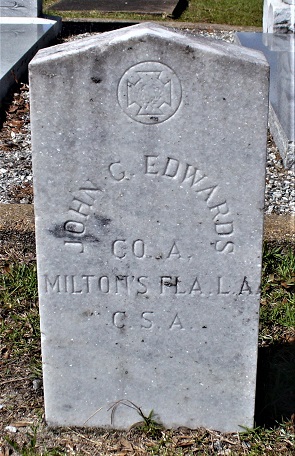 JOHN G. EDWARDS
CO. A.
MILTON'S FLA. L.A.
C.S.A.